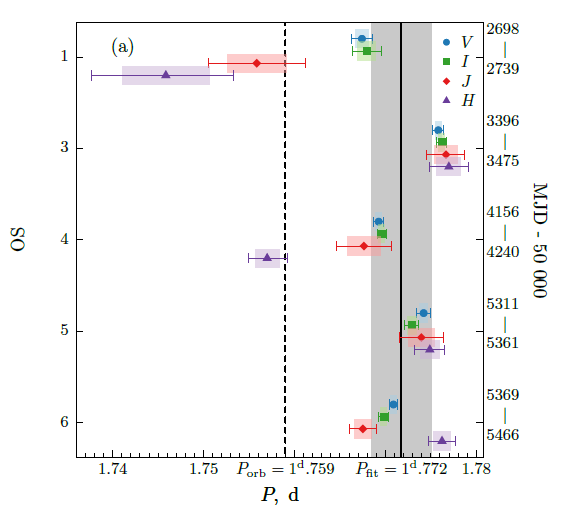 (a)
V
I
J
H
1
3
4
5
6
OS
2698
|
2739
3396
|
3475
4156
|
4240
5311
|
5361
5369
|
5466
MJD - 50 000
1.74
1.75
P_orb = 1^d.759
P_fit = 1^d.772
1.78
P, d